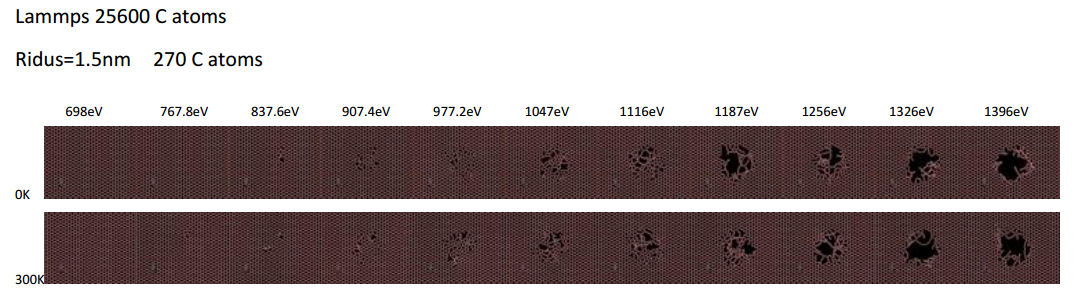 Lammps 25600 C atoms
Ridus=1.5nm 270 C atoms
698eV 767.8eV 837.6eV 907.4eV 977.2eV 1047eV 1116eV 1187eV 1256eV 1326eV 1396eV
0K
300K